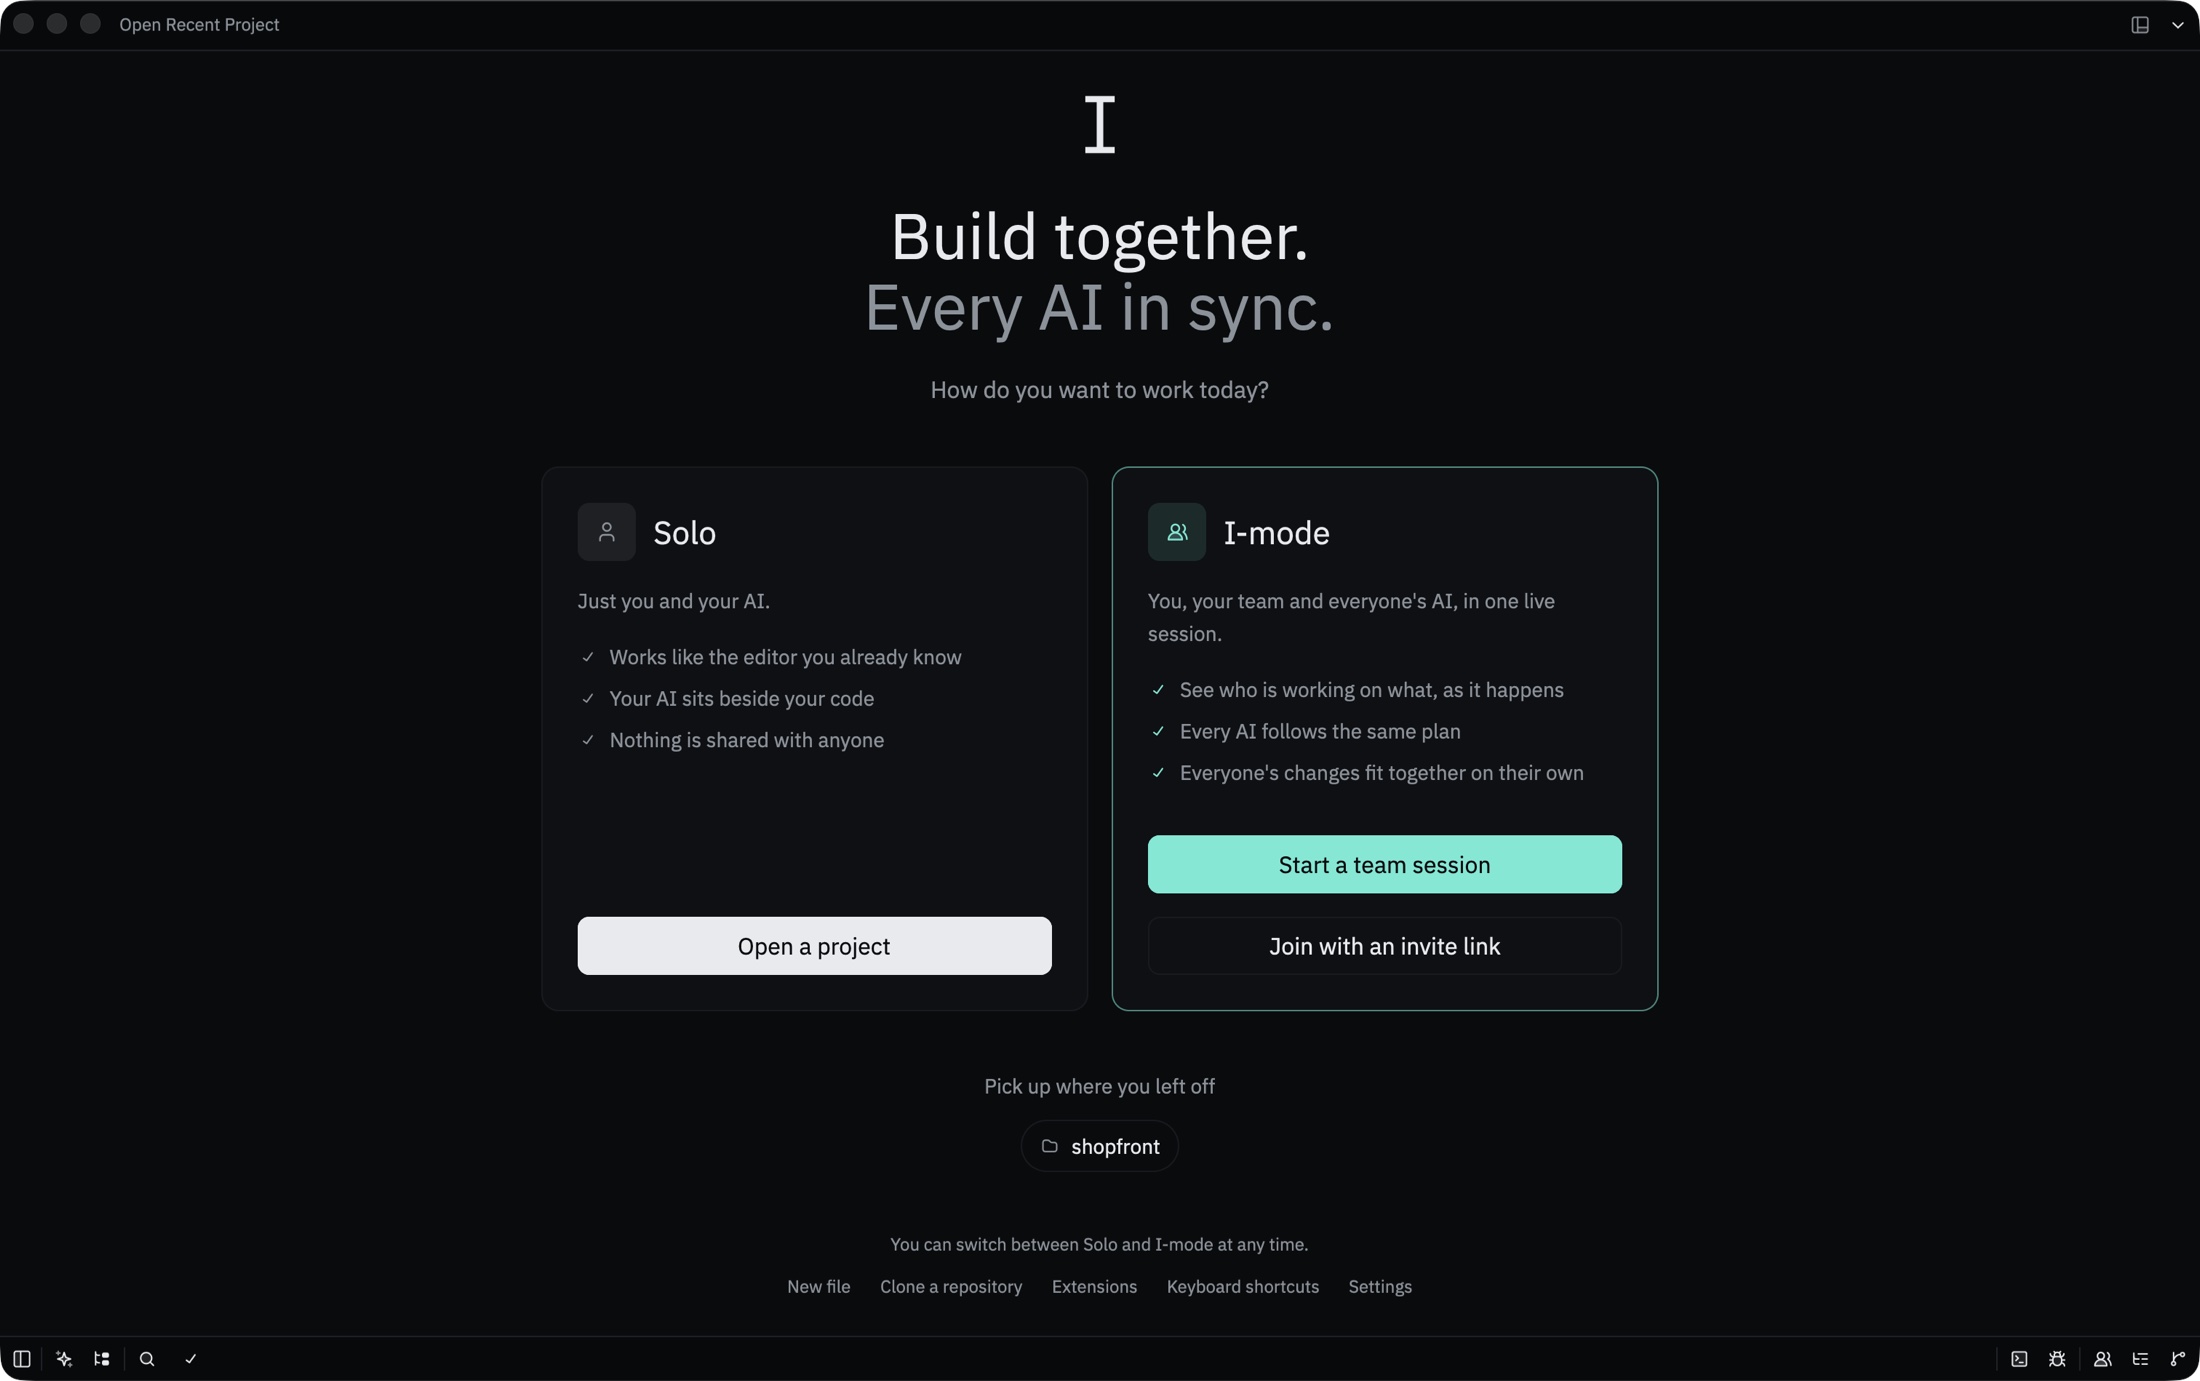 Open Recent Project
I
Build together.
Every AI in sync.
How do you want to work today?
Solo
Just you and your AI.
Works like the editor you already know
Your AI sits beside your code
Nothing is shared with anyone
Open a project
I-mode
You, your team and everyone's AI, in one live
session.
See who is working on what, as it happens
Every AI follows the same plan
Everyone's changes fit together on their own
Start a team session
Join with an invite link
Pick up where you left off
shopfront
You can switch between Solo and I-mode at any time.
New file Clone a repository Extensions Keyboard shortcuts Settings